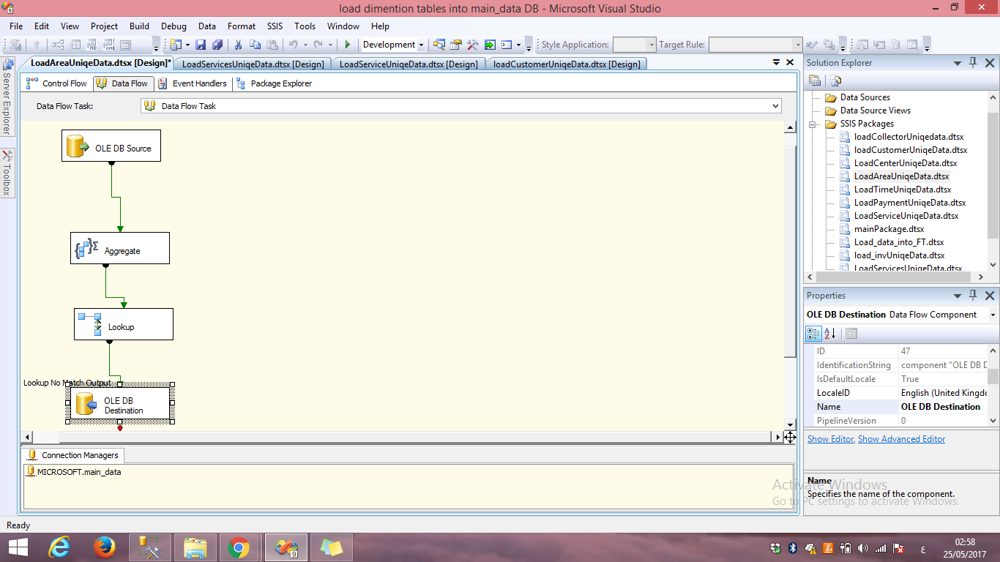 load dimention tables into main_data DB - Microsoft Visual Studio
File Edit View Project Build Debug Data Format SSIS Tools Window Help
Development Style Application: Target Rule:
LoadAreaUniqeData.dtsx [Design]* LoadServicesUniqeData.dtsx [Design] LoadServiceUniqeData.dtsx [Design] loadCustomerUniqeData.dtsx [Design]
Control Flow Data Flow Event Handlers Package Explorer
Data Flow Task: Data Flow Task
Server Explorer
Toolbox
OLE DB Source
Aggregate
Lookup
Lookup No Match Output
OLE DB
Destination
Connection Managers
MICROSOFT.main_data
Solution Explorer
Data Sources
Data Source Views
SSIS Packages
loadCollectorUniqedata.dtsx
loadCustomerUniqeData.dtsx
LoadCenterUniqeData.dtsx
LoadAreaUniqeData.dtsx
LoadTimeUniqeData.dtsx
LoadPaymentUniqeData.dtsx
LoadServiceUniqeData.dtsx
mainPackage.dtsx
Load_data_into_FT.dtsx
load_invUniqeData.dtsx
LoadServicesUniqeData.dtsx
Properties
OLE DB Destination Data Flow Component
ID 47
IdentificationString component "OLE DB D
IsDefaultLocale True
LocaleID English (United Kingdo
Name OLE DB Destination
PipelineVersion 0
Show Editor, Show Advanced Editor
Name
Specifies the name of the component.
Activate Windows
Go to PC settings to activate Windows.
Ready
9
ع
02:58
25/05/2017